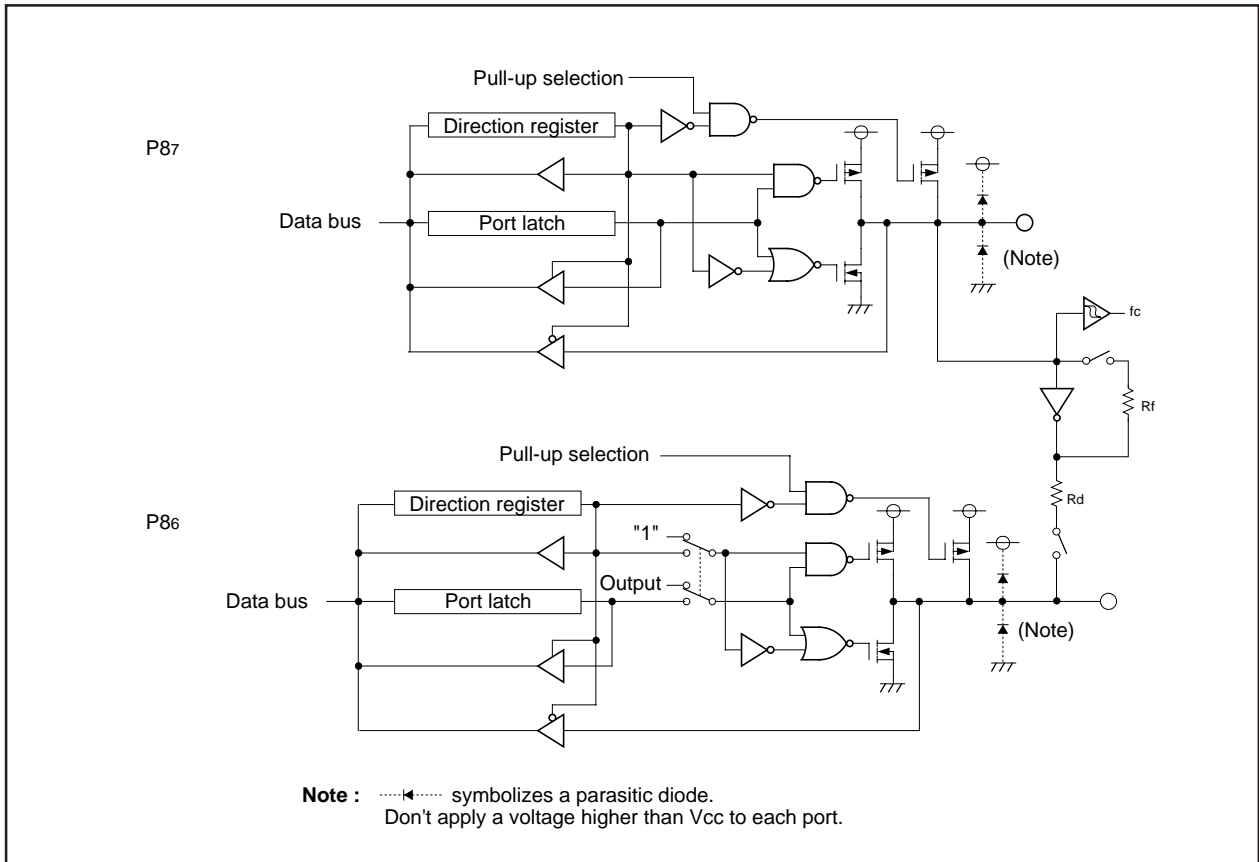 Pull-up selection
Direction register
P87
Data bus
Port latch
(Note)
fc
Rf
Pull-up selection
Rd
Direction register
P86
"1"
Output
Data bus
Port latch
(Note)
Note : symbolizes a parasitic diode.
Don't apply a voltage higher than Vcc to each port.